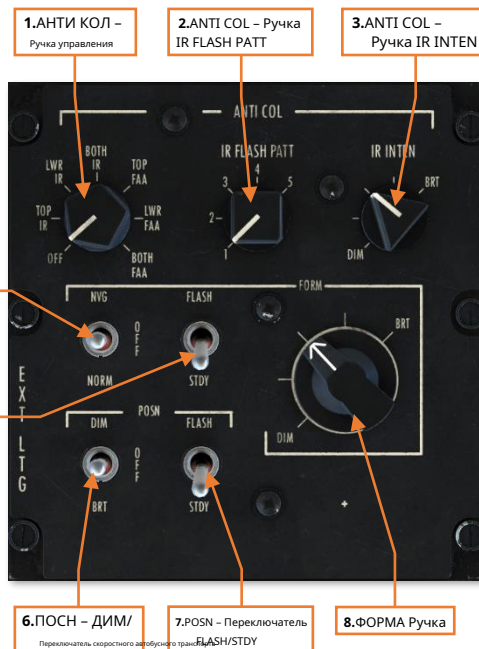 1.АНТИ КОЛ –
Ручка управления
2.ANTI COL – Ручка
IR FLASH PATT
3.ANTI COL –
Ручка IR INTEN
ANTI COL
BOTH
IR
LWR
IR
TOP
FAA
TOP
IR
LWR
FAA
OFF
BOTH
FAA
IR FLASH PATT
4
3
5
2
1
IR INTEN
BRT
DIM
NVG
FLASH
FORM
OFF
NORM
STDY
BRT
DIM
EXT LTG
POSN
DIM
FLASH
OFF
BRT
STDY
6.ПОСН – ДИМ/
Переключатель скоростного автобусного транспорта
7.POSN – Переключатель
FLASH/STDY
8.ФОРМА Ручка